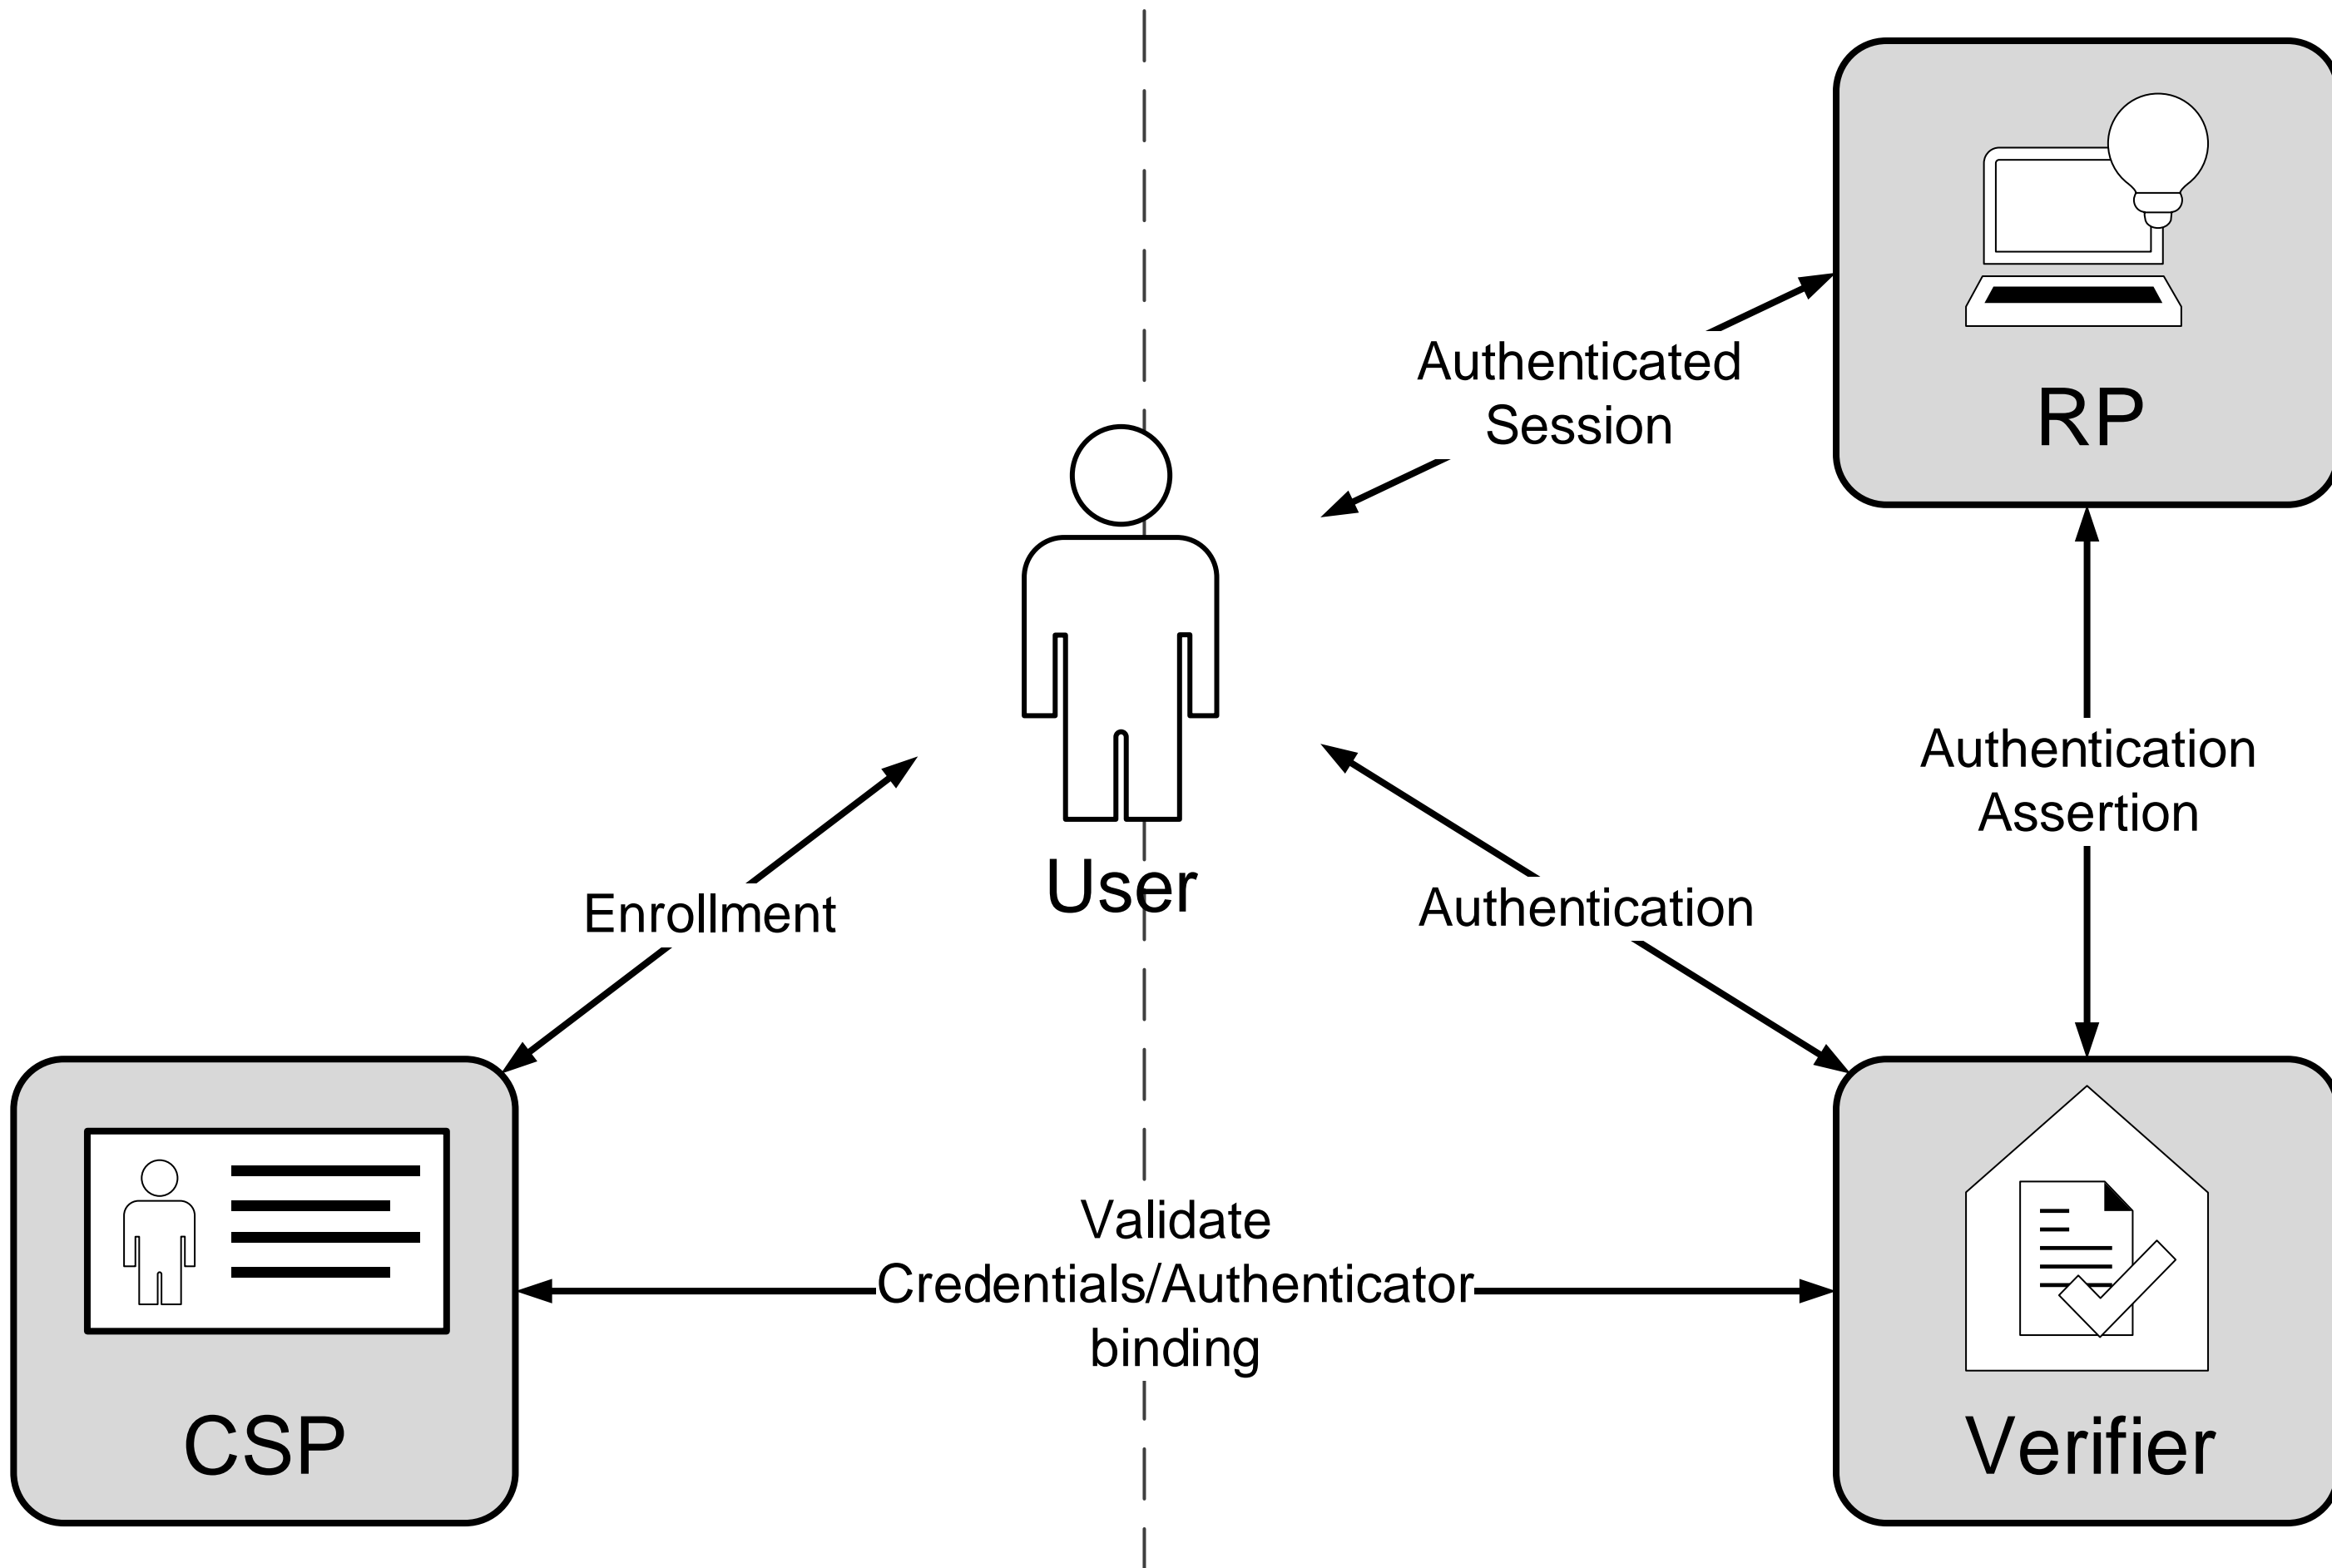 Authenticated
Session
RP
Authentication
Assertion
User
Enrollment
Authentication
Validate
Credentials/Authenticator
binding
CSP
Verifier